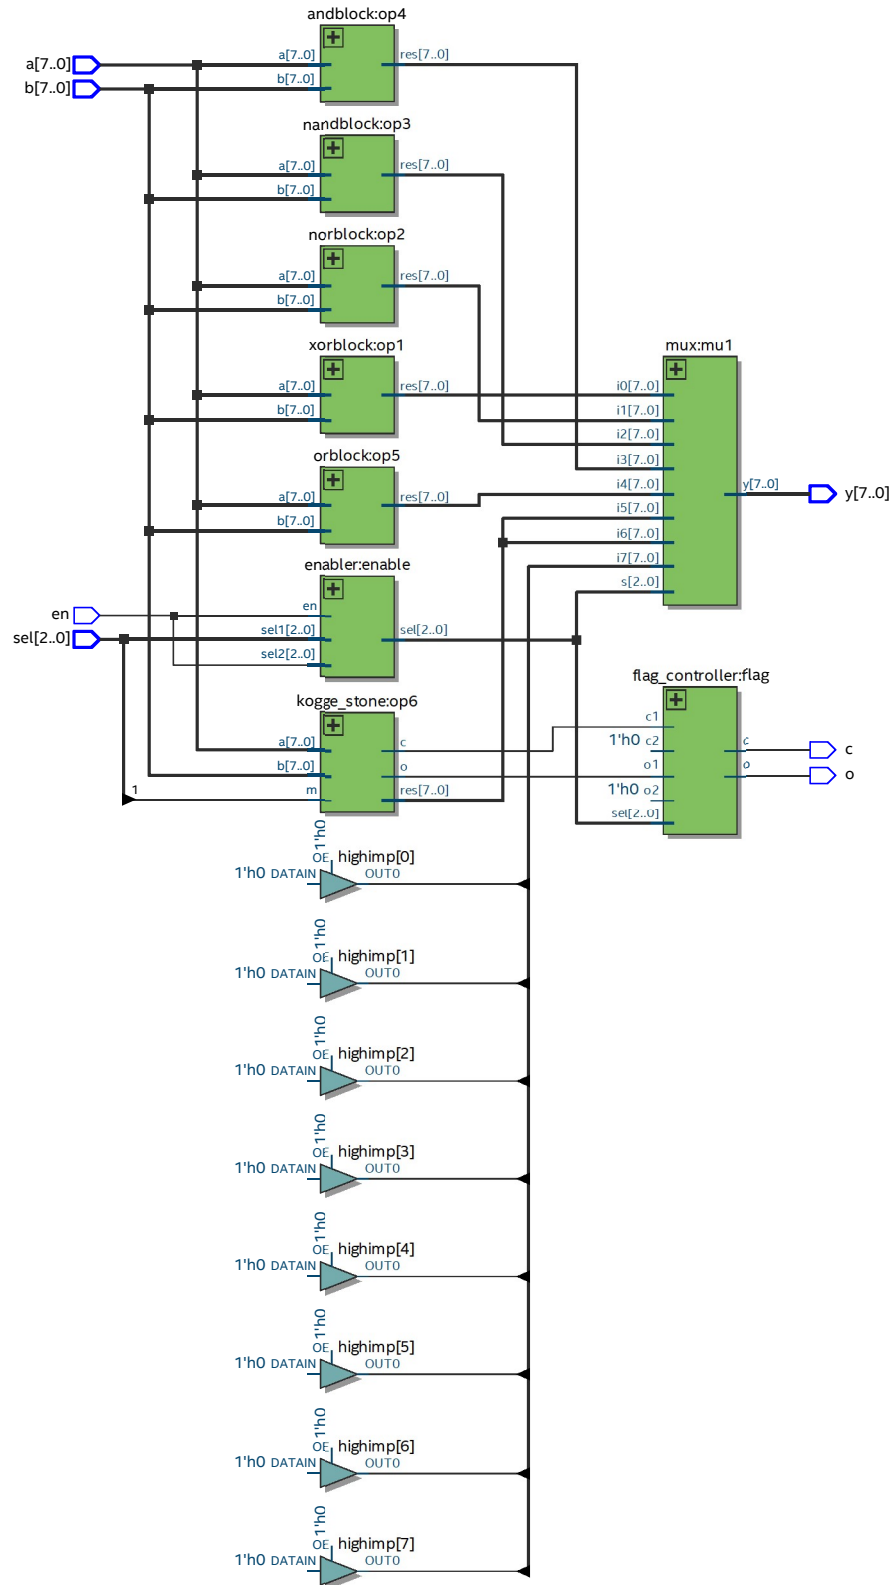 andblock:op4
a[7..0]
b[7..0]
a[7..0]
b[7..0]
res[7..0]
nandblock:op3
a[7..0]
b[7..0]
res[7..0]
norblock:op2
a[7..0]
b[7..0]
res[7..0]
xorblock:op1
a[7..0]
b[7..0]
res[7..0]
mux:mu1
i0[7..0]
i1[7..0]
i2[7..0]
i3[7..0]
i4[7..0]
i5[7..0]
i6[7..0]
i7[7..0]
s[2..0]
y[7..0]
y[7..0]
orblock:op5
a[7..0]
b[7..0]
res[7..0]
enabler:enable
en
sel[2..0]
en
sel1[2..0]
sel2[2..0]
sel[2..0]
kogge_stone:op6
a[7..0]
b[7..0]
1
m
c
o
res[7..0]
flag_controller:flag
c1
1'h0 c2
o1
1'h0 o2
sel[2..0]
c
o
c
o
1'h0
OE
highimp[0]
1'h0 DATAIN
OUT0
1'h0
OE
highimp[1]
1'h0 DATAIN
OUT0
1'h0
OE
highimp[2]
1'h0 DATAIN
OUT0
1'h0
OE
highimp[3]
1'h0 DATAIN
OUT0
1'h0
OE
highimp[4]
1'h0 DATAIN
OUT0
1'h0
OE
highimp[5]
1'h0 DATAIN
OUT0
1'h0
OE
highimp[6]
1'h0 DATAIN
OUT0
1'h0
OE
highimp[7]
1'h0 DATAIN
OUT0